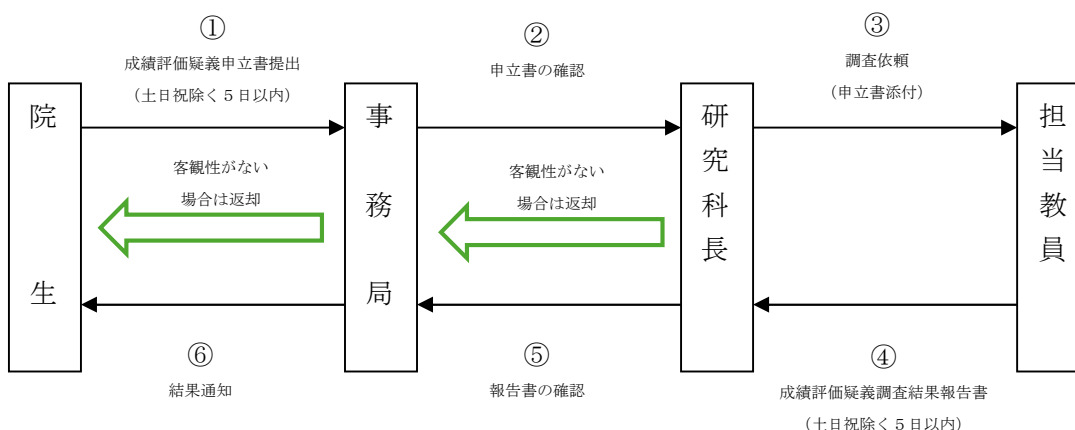 ①
成績評価疑義申立書提出
（土日祝除く５日以内）
②
申立書の確認
③
調査依頼
（申立書添付）
院生
事務局
研究科長
担当教員
客観性がない
場合は返却
客観性がない
場合は返却
⑥
結果通知
⑤
報告書の確認
④
成績評価疑義調査結果報告書
（土日祝除く５日以内）